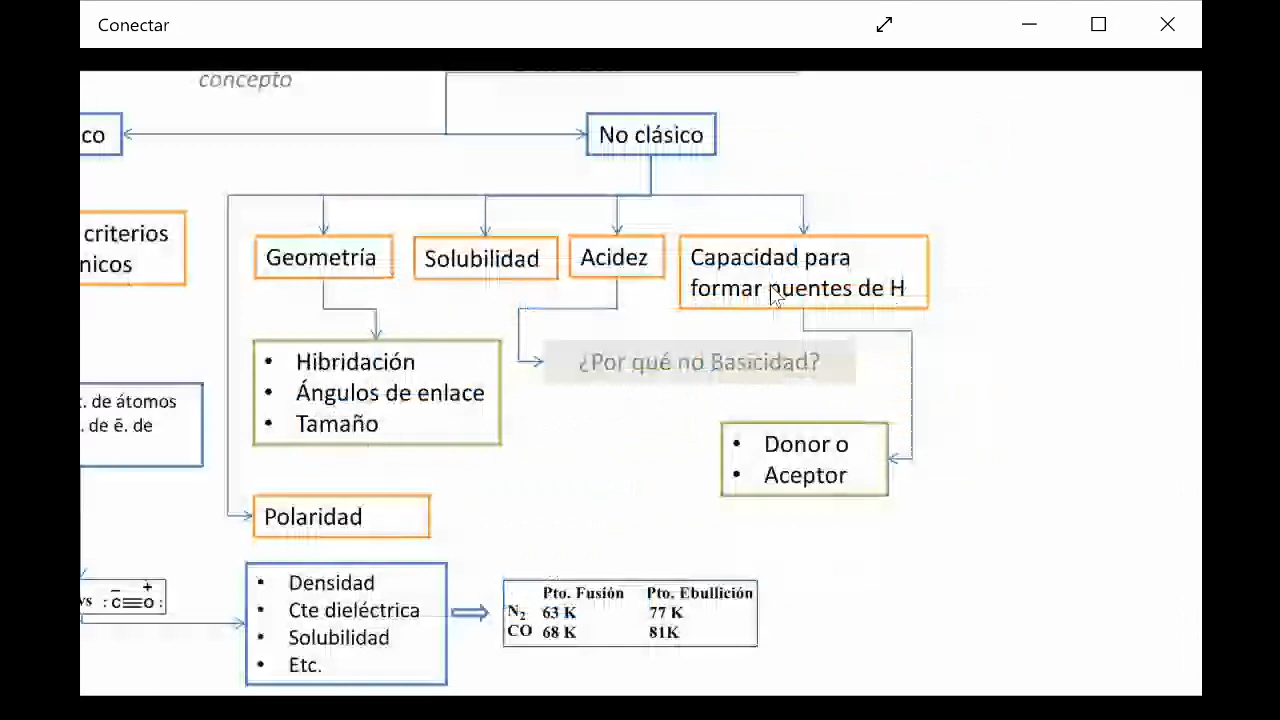 Conectar
concepto
co
No clásico
criterios
nicos
Geometría
Solubilidad
Acidez
Capacidad para
formar puentes de H
¿Por qué no Basicidad?
• Hibridación
• Ángulos de enlace
• Tamaño
. de átomos
. de ē. de
• Donor o
• Aceptor
Polaridad
vs :C≡O:
• Densidad
• Cte dieléctrica
• Solubilidad
• Etc.
Pto. Fusión Pto. Ebullición
N₂ 63 K 77 K
CO 68 K 81K